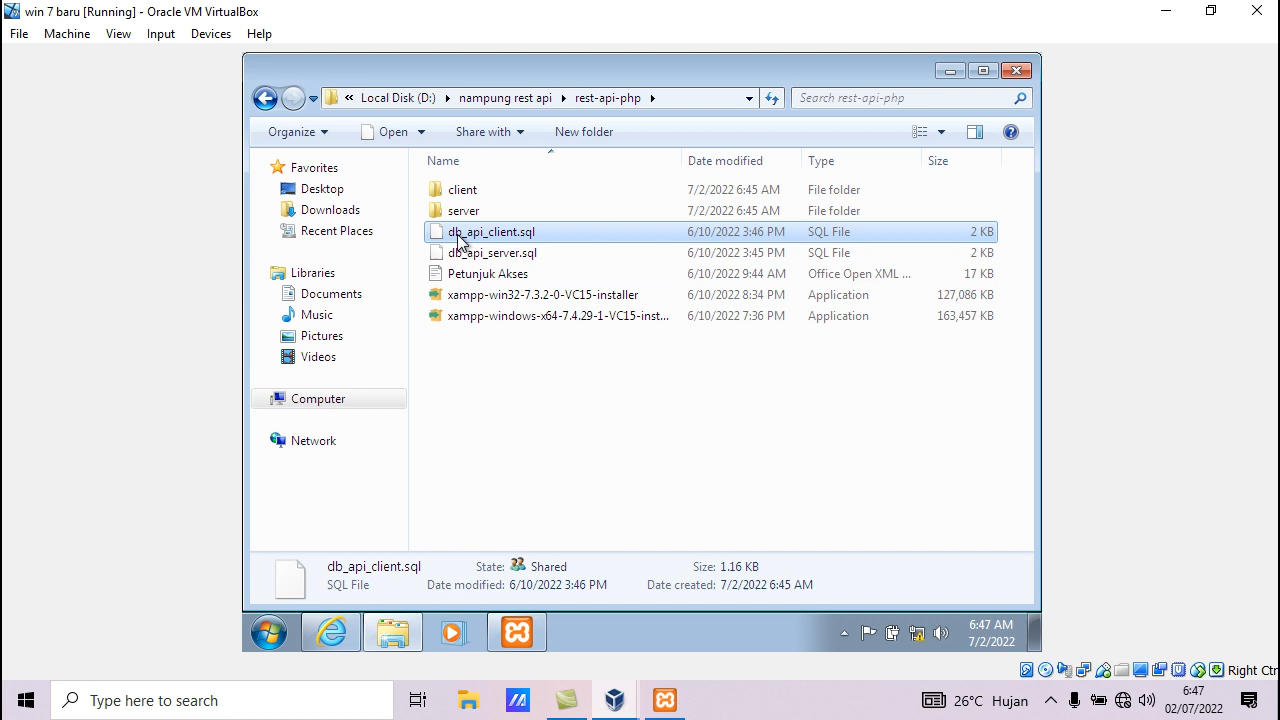 win 7 baru [Running] - Oracle VM VirtualBox
File Machine View Input Devices Help
« Local Disk (D:) nampung rest api rest-api-php
Search rest-api-php
Organize Open Share with New folder
Favorites
Desktop
Downloads
Recent Places
Libraries
Documents
Music
Pictures
Videos
Computer
Network
Name Date modified Type Size
client 7/2/2022 6:45 AM File folder
server 7/2/2022 6:45 AM File folder
db_api_client.sql 6/10/2022 3:46 PM SQL File 2 KB
db_api_server.sql 6/10/2022 3:45 PM SQL File 2 KB
Petunjuk Akses 6/10/2022 9:44 AM Office Open XML ... 17 KB
xampp-win32-7.3.2-0-VC15-installer 6/10/2022 8:34 PM Application 127,086 KB
xampp-windows-x64-7.4.29-1-VC15-inst... 6/10/2022 7:36 PM Application 163,457 KB
db_api_client.sql State: Shared Size: 1.16 KB
SQL File Date modified: 6/10/2022 3:46 PM Date created: 7/2/2022 6:45 AM
6:47 AM
7/2/2022
Right Ctr
Type here to search
26°C Hujan
6:47
02/07/2022